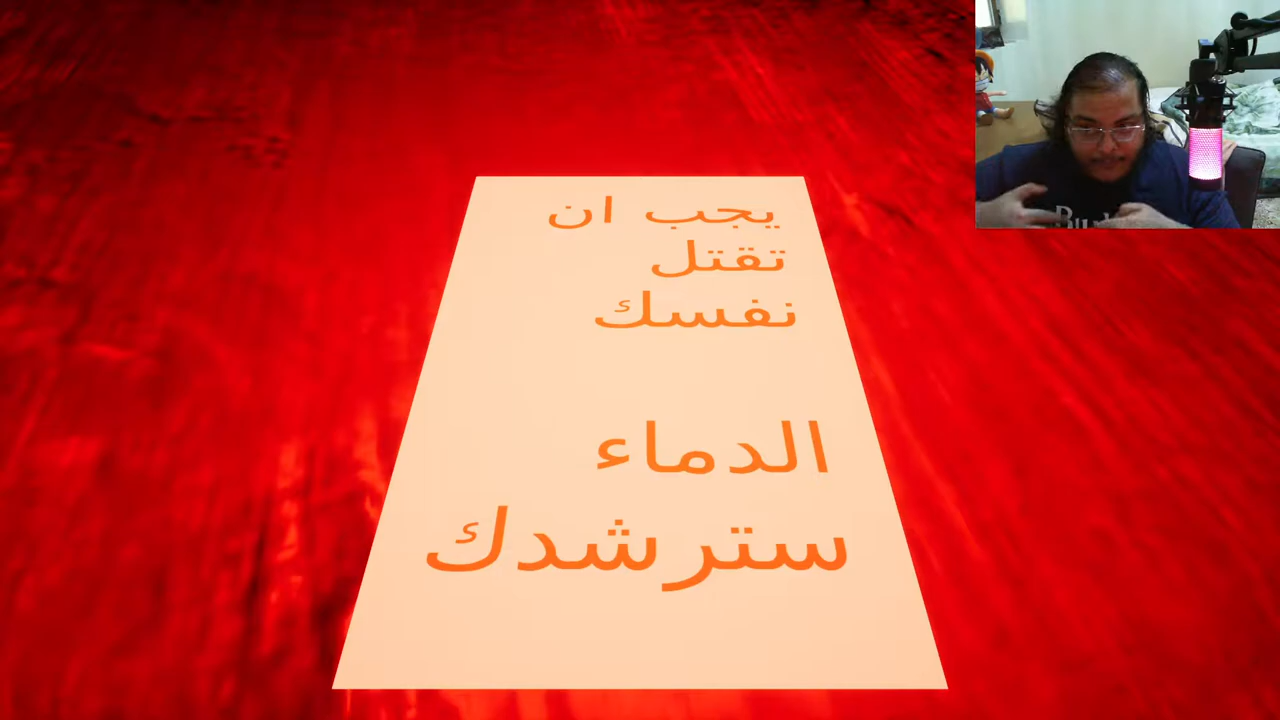 يجب ان
تقتل
نفسك
الدماء
سترشدك